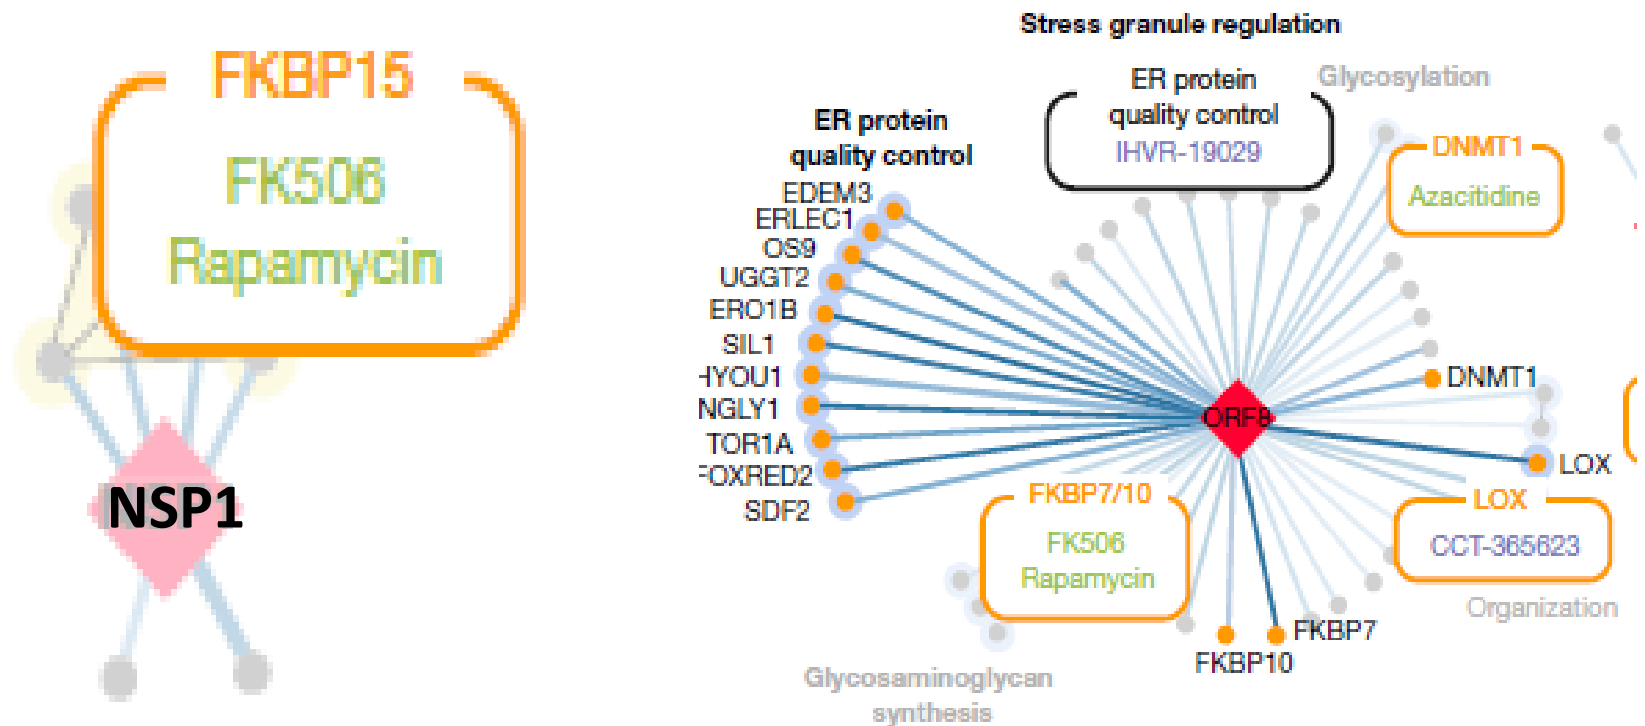 FKBP15
FK506
Rapamycin
NSP1
Stress granule regulation
ER protein
quality control
IHVR-19029
Glycosylation
DNMT1
Azacitidine
ER protein
quality control
EDEM3
ERLEC1
OS9
UGGT2
ERO1B
SIL1
HYOU1
NGLY1
TOR1A
FOXRED2
SDF2
ORF8
DNMT1
LOX
LOX
CCT-365623
Organization
FKBP7/10
FK506
Rapamycin
FKBP7
FKBP10
Glycosaminoglycan
synthesis